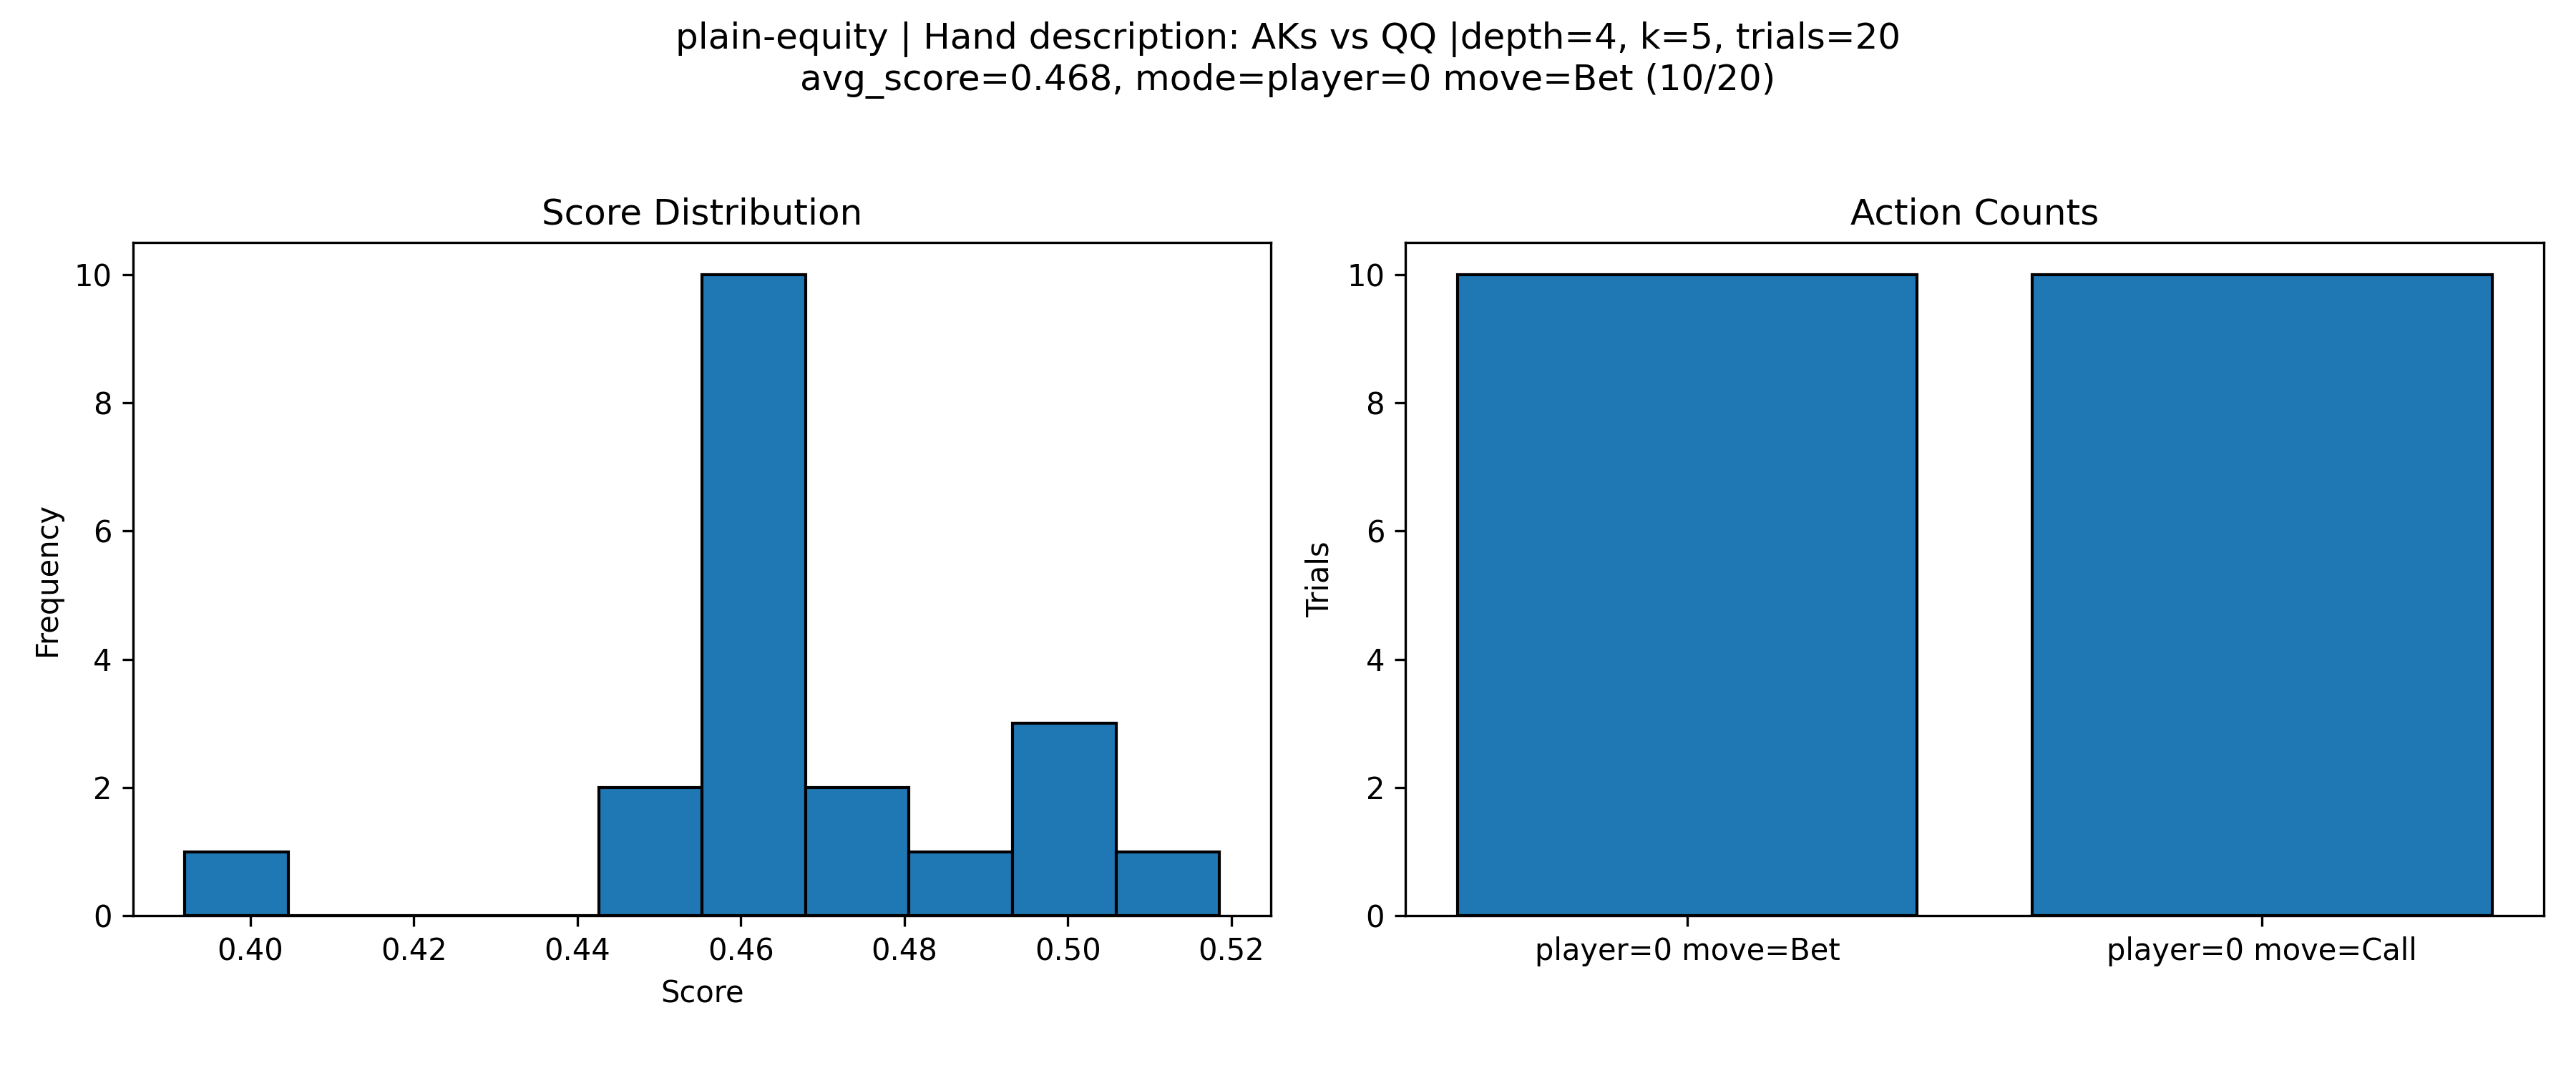 plain-equity | Hand description: AKs vs QQ |depth=4, k=5, trials=20
avg_score=0.468, mode=player=0 move=Bet (10/20)
Score Distribution
10
8
6
4
2
0
Frequency
0.40 0.42 0.44 0.46 0.48 0.50 0.52
Score
Action Counts
10
8
6
4
2
0
Trials
player=0 move=Bet player=0 move=Call